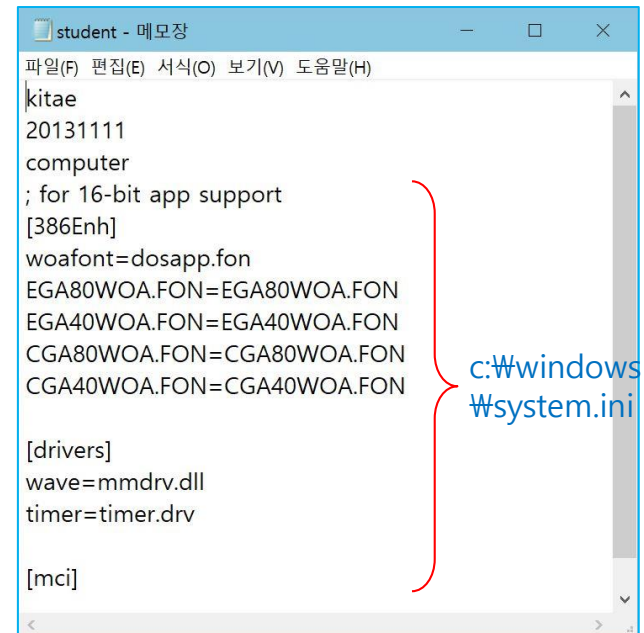 student - 메모장
파일(F) 편집(E) 서식(O) 보기(V) 도움말(H)
kitae
20131111
computer
; for 16-bit app support
[386Enh]
woafont=dosapp.fon
EGA80WOA.FON=EGA80WOA.FON
EGA40WOA.FON=EGA40WOA.FON
CGA80WOA.FON=CGA80WOA.FON
CGA40WOA.FON=CGA40WOA.FON
[drivers]
wave=mmdrv.dll
timer=timer.drv
[mci]
c:₩windows
₩system.ini